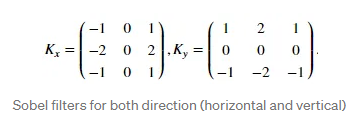 -1 0 1 1 2 1
Kx = -2 0 2 , Ky = 0 0 0 .
-1 0 1 -1 -2 -1
Sobel filters for both direction (horizontal and vertical)